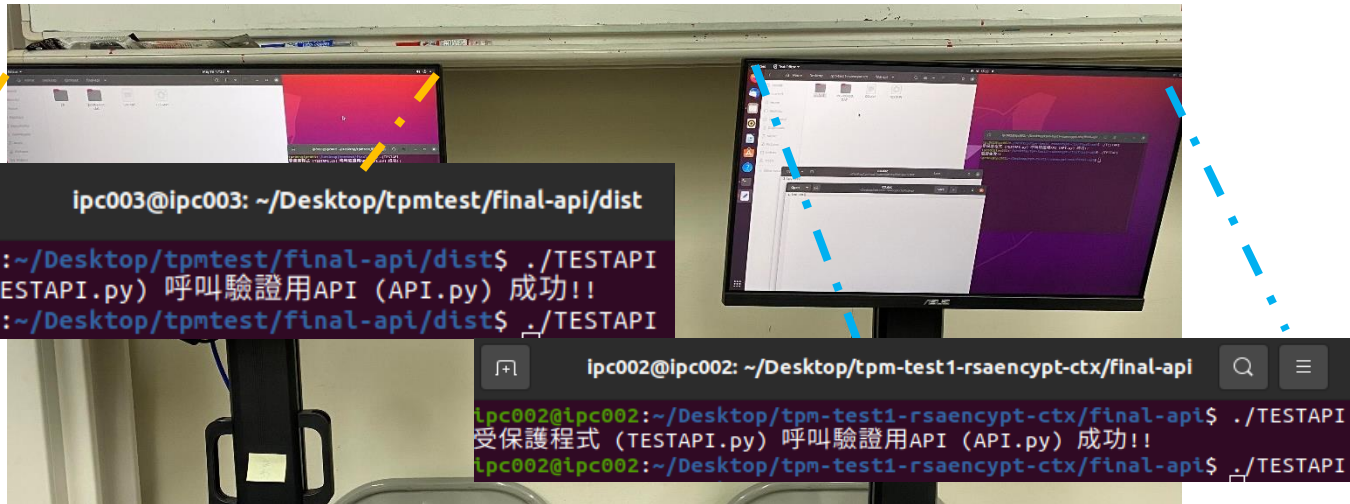 ipc003@ipc003: ~/Desktop/tpmtest/final-api/dist
:~/Desktop/tpmtest/final-api/dist$ ./TESTAPI
ESTAPI.py) 呼叫驗證用API (API.py) 成功!!
:~/Desktop/tpmtest/final-api/dist$ ./TESTAPI
ASUS
ipc002@ipc002: ~/Desktop/tpm-test1-rsaencypt-ctx/final-api
ipc002@ipc002:~/Desktop/tpm-test1-rsaencypt-ctx/final-api$ ./TESTAPI
受保護程式 (TESTAPI.py) 呼叫驗證用API (API.py) 成功!!
ipc002@ipc002:~/Desktop/tpm-test1-rsaencypt-ctx/final-api$ ./TESTAPI
3